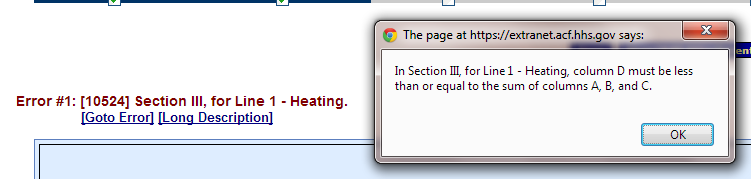 The page at https://extranet.acf.hhs.gov says:
In Section III, for Line 1 - Heating, column D must be less
than or equal to the sum of columns A, B, and C.
OK
Error #1: [10524] Section III, for Line 1 - Heating.
[Goto Error] [Long Description]